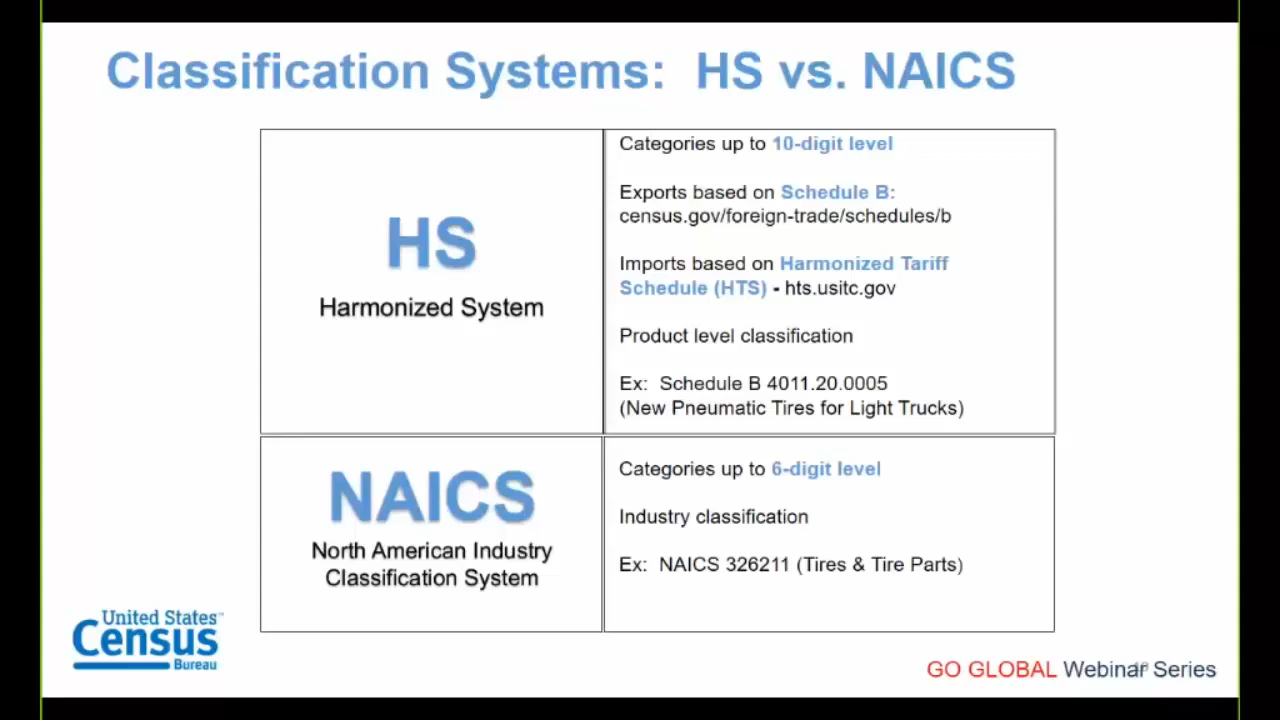 Classification Systems:  HS vs. NAICS
HS
Harmonized System
Categories up to 10-digit level
Exports based on Schedule B:
census.gov/foreign-trade/schedules/b
Imports based on Harmonized Tariff
Schedule (HTS) - hts.usitc.gov
Product level classification
Ex:  Schedule B 4011.20.0005
(New Pneumatic Tires for Light Trucks)
NAICS
North American Industry
Classification System
Categories up to 6-digit level
Industry classification
Ex:  NAICS 326211 (Tires & Tire Parts)
United States™
Census
Bureau
GO GLOBAL Webinar Series